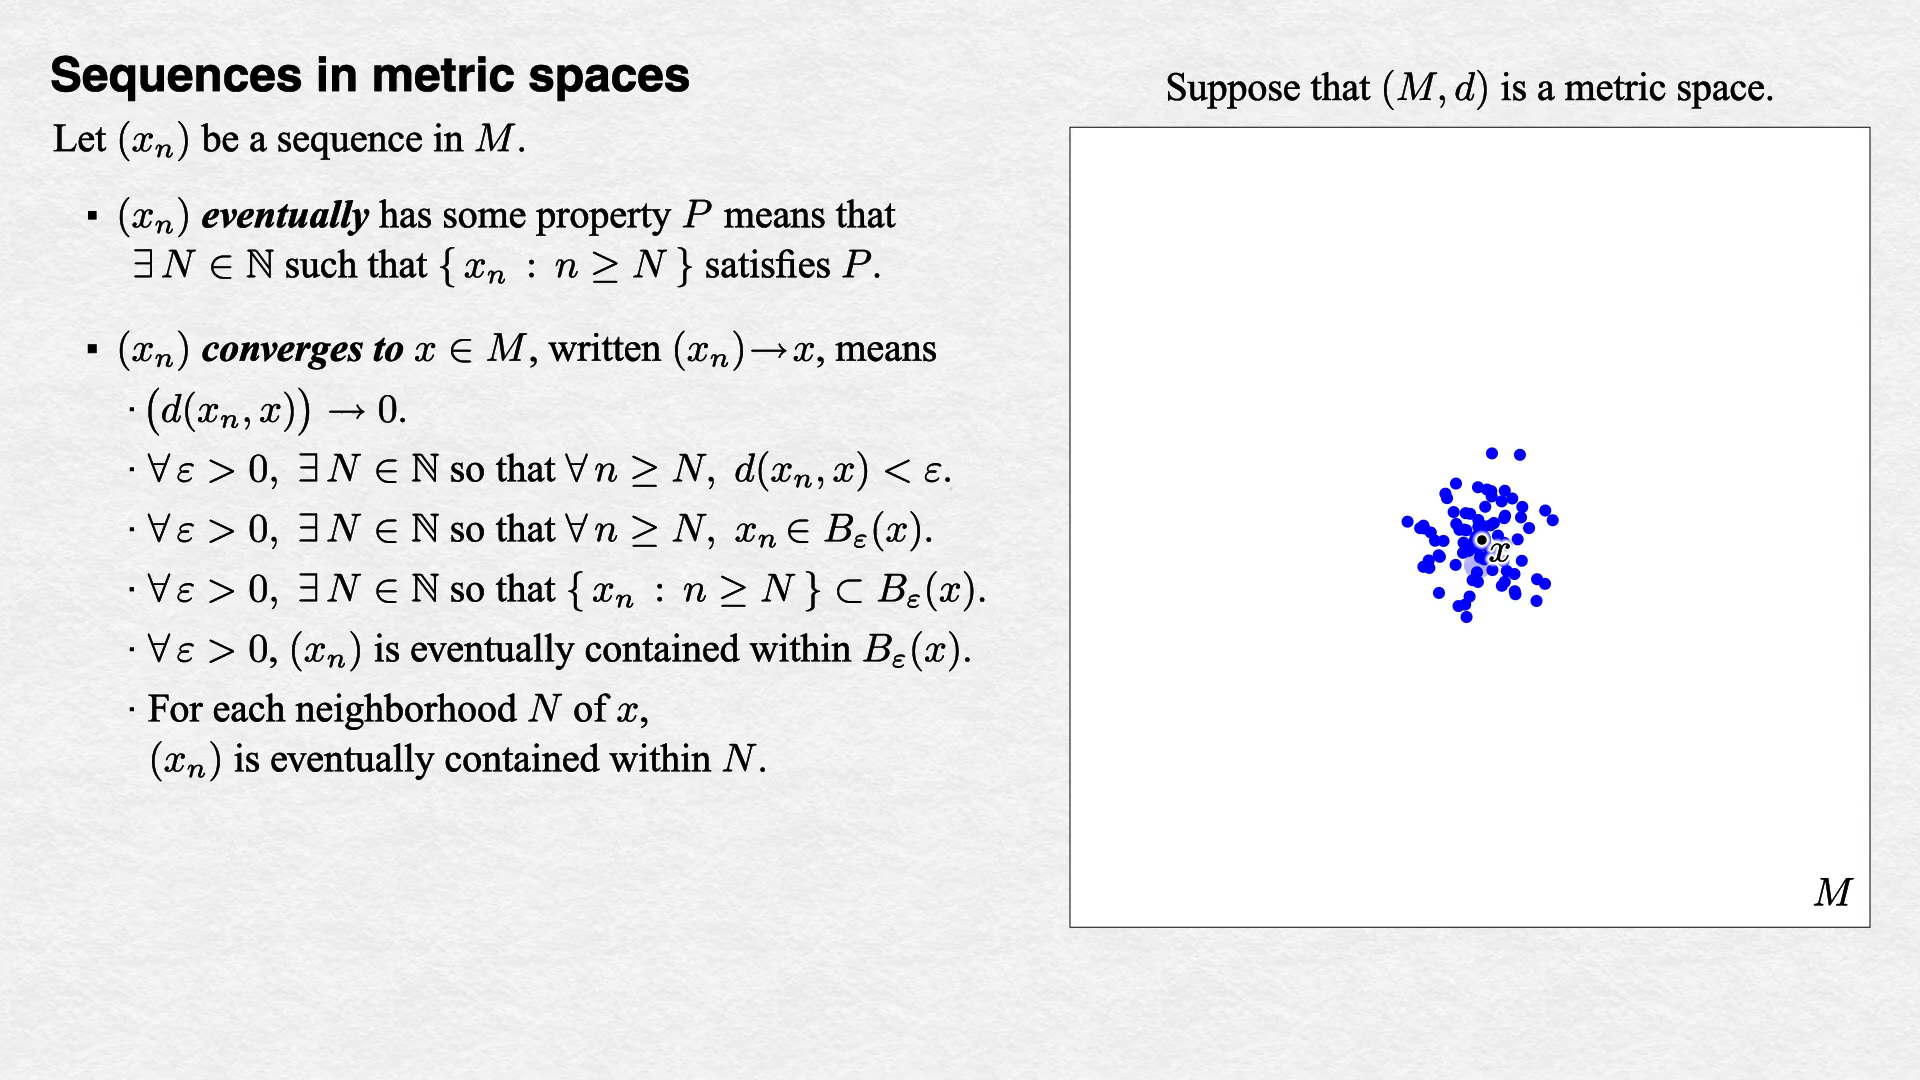 Sequences in metric spaces
Let (xₙ) be a sequence in M.
▪ (xₙ) eventually has some property P means that
∃ N ∈ ℕ such that { xₙ : n ≥ N } satisfies P.
▪ (xₙ) converges to x ∈ M, written (xₙ)→x, means
· (d(xₙ, x)) → 0.
· ∀ ε > 0, ∃ N ∈ ℕ so that ∀ n ≥ N, d(xₙ, x) < ε.
· ∀ ε > 0, ∃ N ∈ ℕ so that ∀ n ≥ N, xₙ ∈ B_ε(x).
· ∀ ε > 0, ∃ N ∈ ℕ so that { xₙ : n ≥ N } ⊂ B_ε(x).
· ∀ ε > 0, (xₙ) is eventually contained within B_ε(x).
· For each neighborhood N of x,
(xₙ) is eventually contained within N.
Suppose that (M, d) is a metric space.
x
M